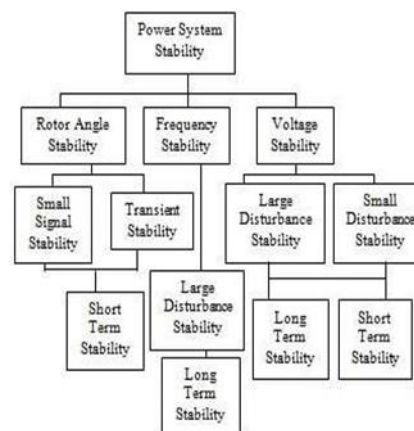 Power System
Stability
Rotor Angle
Stability
Frequency
Stability
Voltage
Stability
Small
Signal
Stability
Transient
Stability
Large
Disturbance
Stability
Small
Disturbance
Stability
Short
Term
Stability
Large
Disturbance
Stability
Long
Term
Stability
Short
Term
Stability
Long
Term
Stability